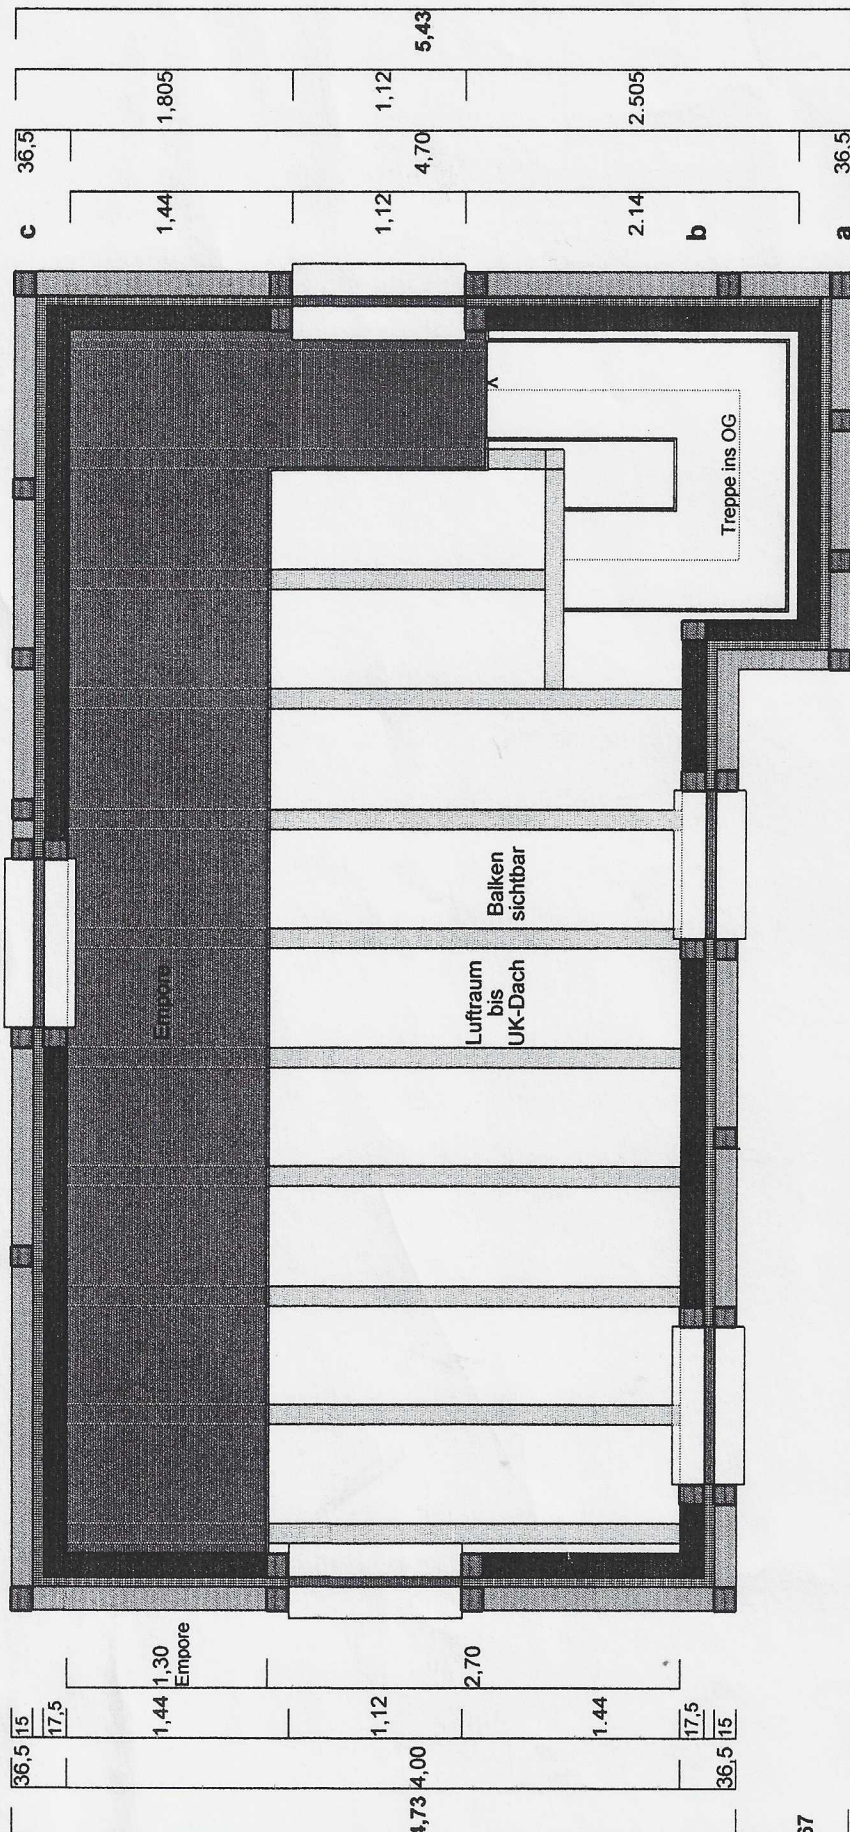 5,43
1,805
1,12
2.505
36,5
4,70
36.5
1,44
1,12
2.14
c
b
a
Treppe ins OG
Balken
sichtbar
Luftraum
bis
UK-Dach
Empore
1,30
Empore
2,70
15
17,5
1,44
1,12
1.44
17,5
15
36,5
4,00
36.5
4,73
67